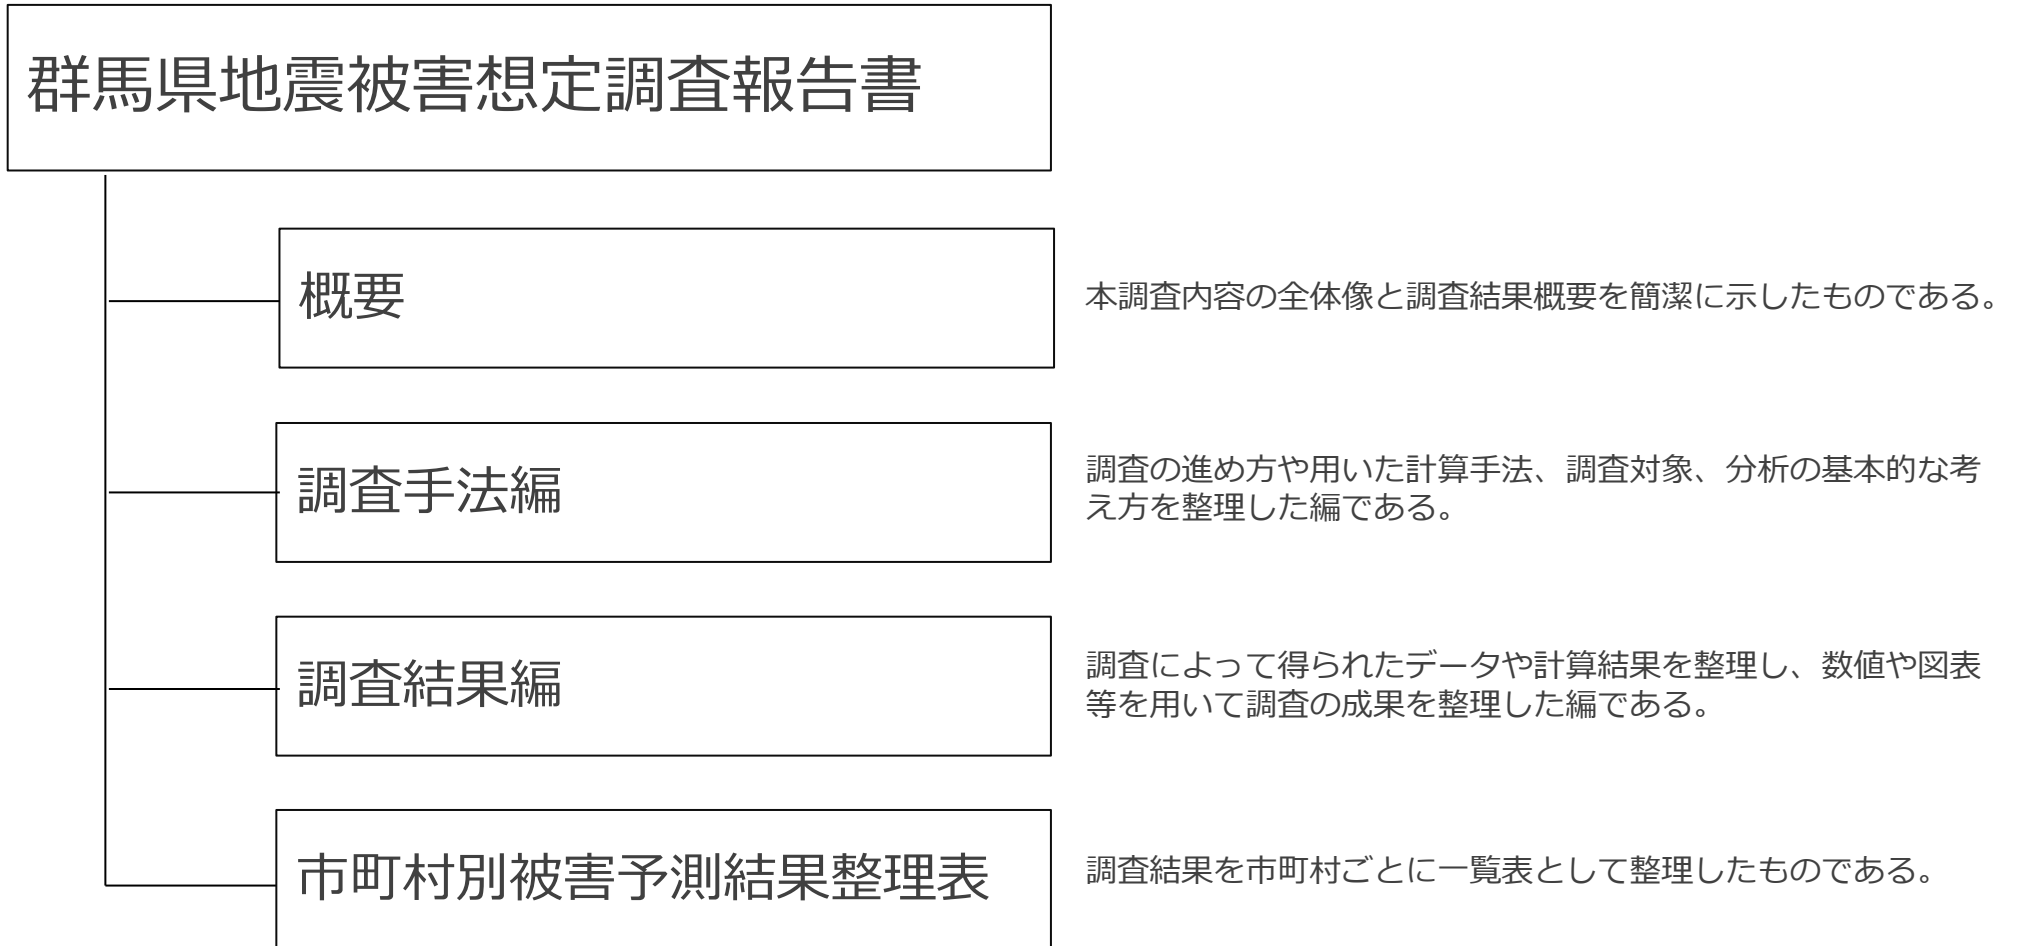 群馬県地震被害想定調査報告書
概要
本調査内容の全体像と調査結果概要を簡潔に示したものである。
調査手法編
調査の進め方や用いた計算手法、調査対象、分析の基本的な考
え方を整理した編である。
調査結果編
調査によって得られたデータや計算結果を整理し、数値や図表
等を用いて調査の成果を整理した編である。
市町村別被害予測結果整理表
調査結果を市町村ごとに一覧表として整理したものである。